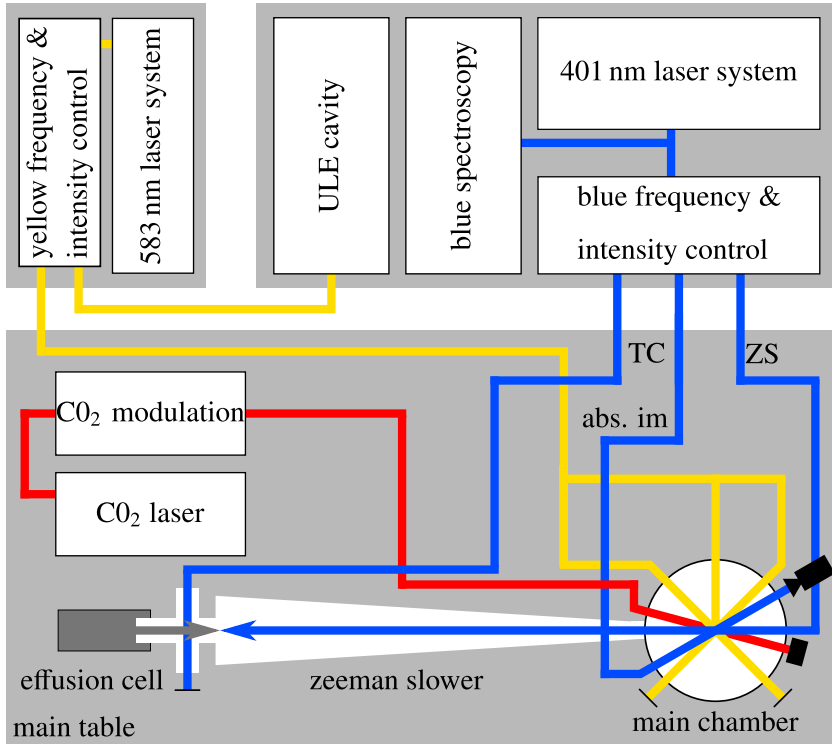 yellow frequency &
intensity control
583 nm laser system
ULE cavity
blue spectroscopy
401 nm laser system
blue frequency &
intensity control
TC
ZS
abs. im
C0₂ modulation
C0₂ laser
effusion cell
zeeman slower
main chamber
main table